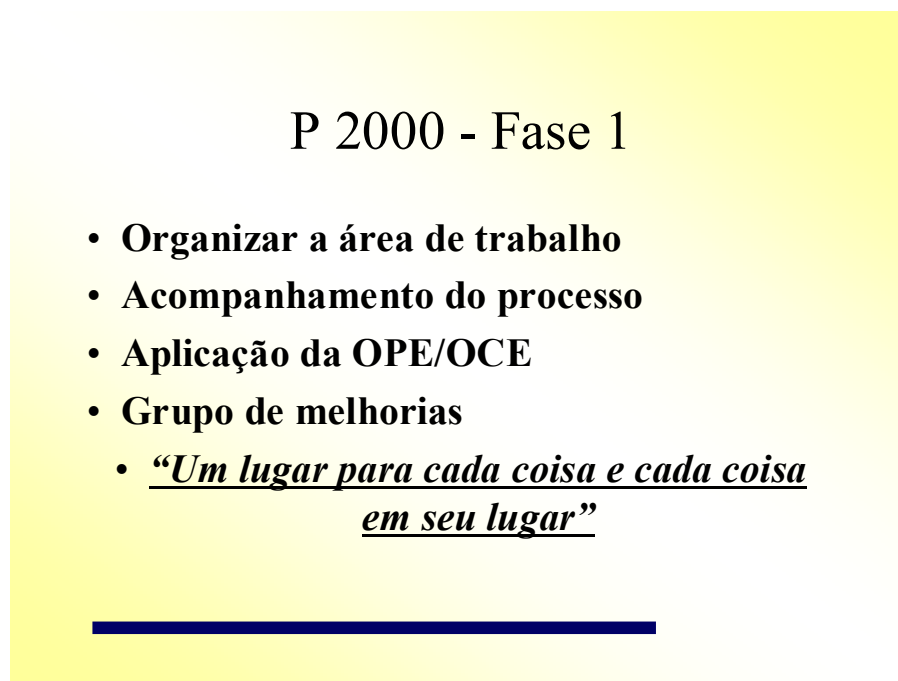 P 2000 - Fase 1
• Organizar a área de trabalho
• Acompanhamento do processo
• Aplicação da OPE/OCE
• Grupo de melhorias
• “Um lugar para cada coisa e cada coisa
em seu lugar”